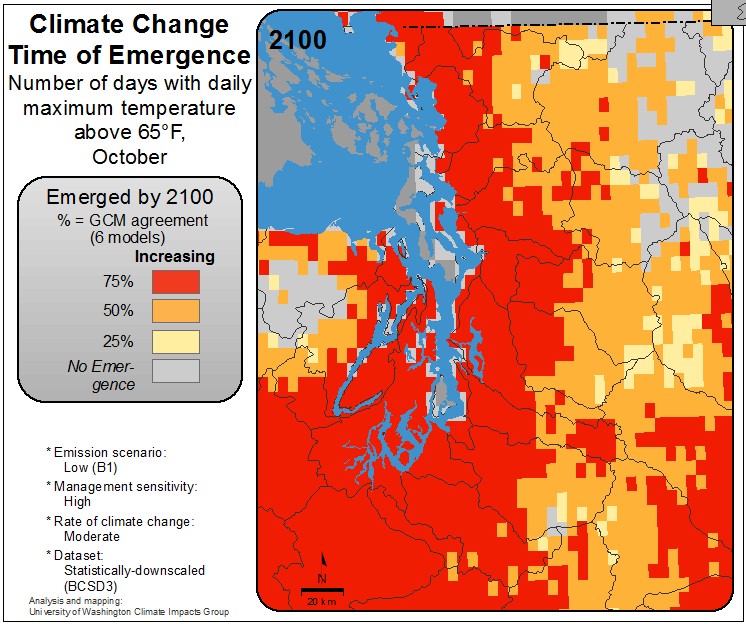 Climate Change
Time of Emergence
Number of days with daily
maximum temperature
above 65°F,
October
Emerged by 2100
% = GCM agreement
(6 models)
Increasing
75%
50%
25%
No Emer-
gence
* Emission scenario:
Low (B1)
* Management sensitivity:
High
* Rate of climate change:
Moderate
* Dataset:
Statistically-downscaled
(BCSD3)
Analysis and mapping:
University of Washington Climate Impacts Group
2100
N
20 km